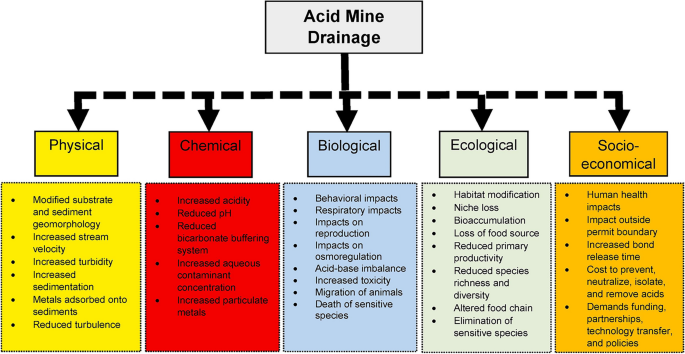 Acid Mine
Drainage
Physical
Chemical
Biological
Ecological
Socio-
economical
• Modified substrate
and sediment
geomorphology
• Increased stream
velocity
• Increased turbidity
• Increased
sedimentation
• Metals adsorbed onto
sediments
• Reduced turbulence
• Increased acidity
• Reduced pH
• Reduced
bicarbonate buffering
system
• Increased aqueous
contaminant
concentration
• Increased particulate
metals
• Behavioral impacts
• Respiratory impacts
• Impacts on
reproduction
• Impacts on
osmoregulation
• Acid-base imbalance
• Increased toxicity
• Migration of animals
• Death of sensitive
species
• Habitat modification
• Niche loss
• Bioaccumulation
• Loss of food source
• Reduced primary
productivity
• Reduced species
richness and
diversity
• Altered food chain
• Elimination of
sensitive species
• Human health
impacts
• Impact outside
permit boundary
• Increased bond
release time
• Cost to prevent,
neutralize, isolate,
and remove acids
• Demands funding,
partnerships,
technology transfer,
and policies